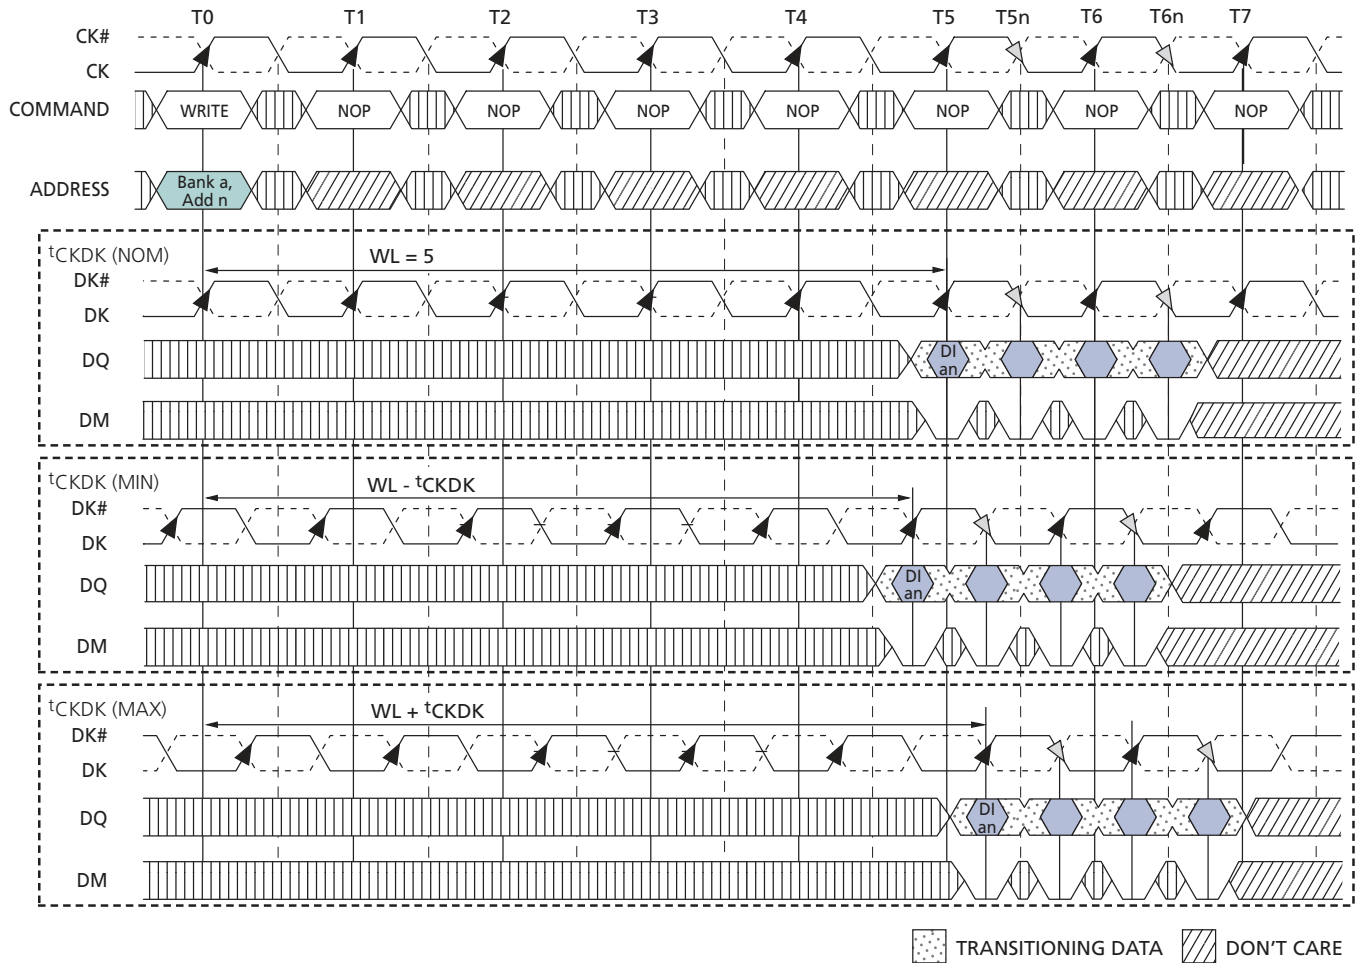 T0 T1 T2 T3 T4 T5 T5n T6 T6n T7
CK#
CK
COMMAND WRITE NOP NOP NOP NOP NOP NOP NOP
ADDRESS Bank a,
Add n
tCKDK (NOM)
WL = 5
DK#
DK
DQ DI
an
DM
tCKDK (MIN)
WL - tCKDK
DK#
DK
DQ DI
an
DM
tCKDK (MAX)
WL + tCKDK
DK#
DK
DQ DI
an
DM
TRANSITIONING DATA DON'T CARE